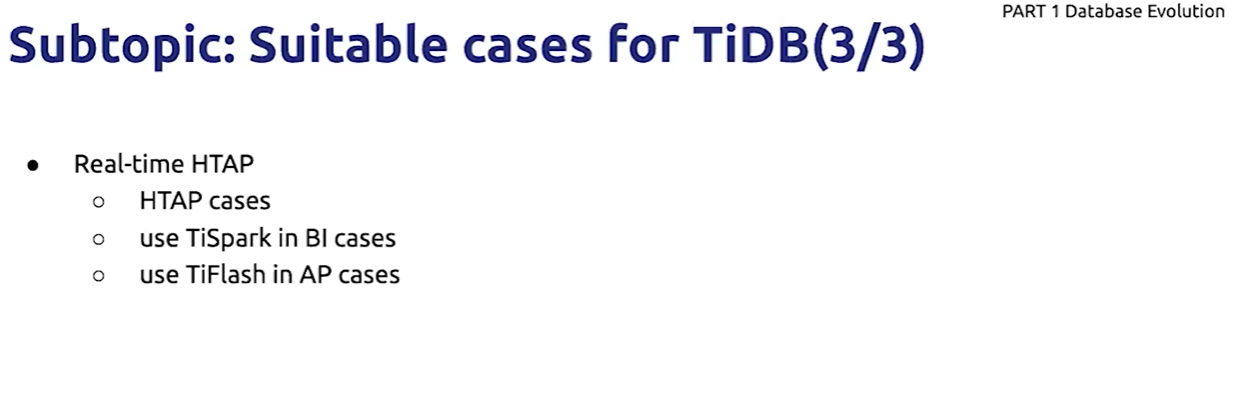 PART 1 Database Evolution
Subtopic: Suitable cases for TiDB(3/3)
● Real-time HTAP
○ HTAP cases
○ use TiSpark in BI cases
○ use TiFlash in AP cases